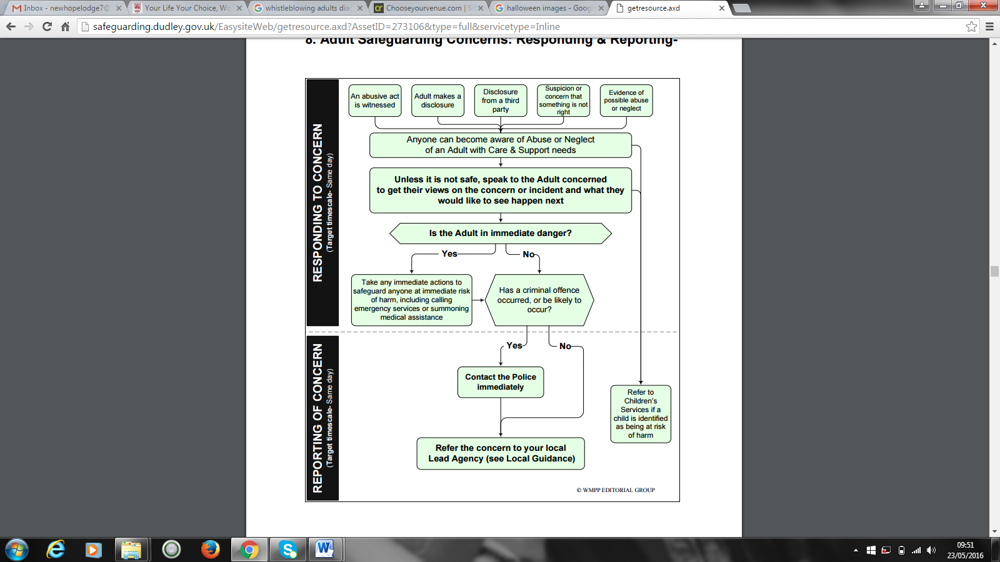 Inbox - newhopelodge7@
Your Life Your Choice, Wo
whistleblowing adults dia
Chooseyourvenue.com | S
halloween images - Goog
getresource.axd
safeguarding.dudley.gov.uk/EasysiteWeb/getresource.axd?AssetID=273106&type=full&servicetype=Inline
8. Adult Safeguarding Concerns: Responding & Reporting-
RESPONDING TO CONCERN
(Target timescale- Same day)
An abusive act
is witnessed
Adult makes a
disclosure
Disclosure
from a third
party
Suspicion or
concern that
something is not
right
Evidence of
possible abuse
or neglect
Anyone can become aware of Abuse or Neglect
of an Adult with Care & Support needs
Unless it is not safe, speak to the Adult concerned
to get their views on the concern or incident and what they
would like to see happen next
Is the Adult in immediate danger?
Yes
No
Take any immediate actions to
safeguard anyone at immediate risk
of harm, including calling
emergency services or summoning
medical assistance
Has a criminal offence
occurred, or be likely to
occur?
REPORTING OF CONCERN
(Target timescale- Same day)
Yes
No
Contact the Police
immediately
Refer to
Children's
Services if a
child is identified
as being at risk
of harm
Refer the concern to your local
Lead Agency (see Local Guidance)
© WMPP EDITORIAL GROUP
09:51
23/05/2016